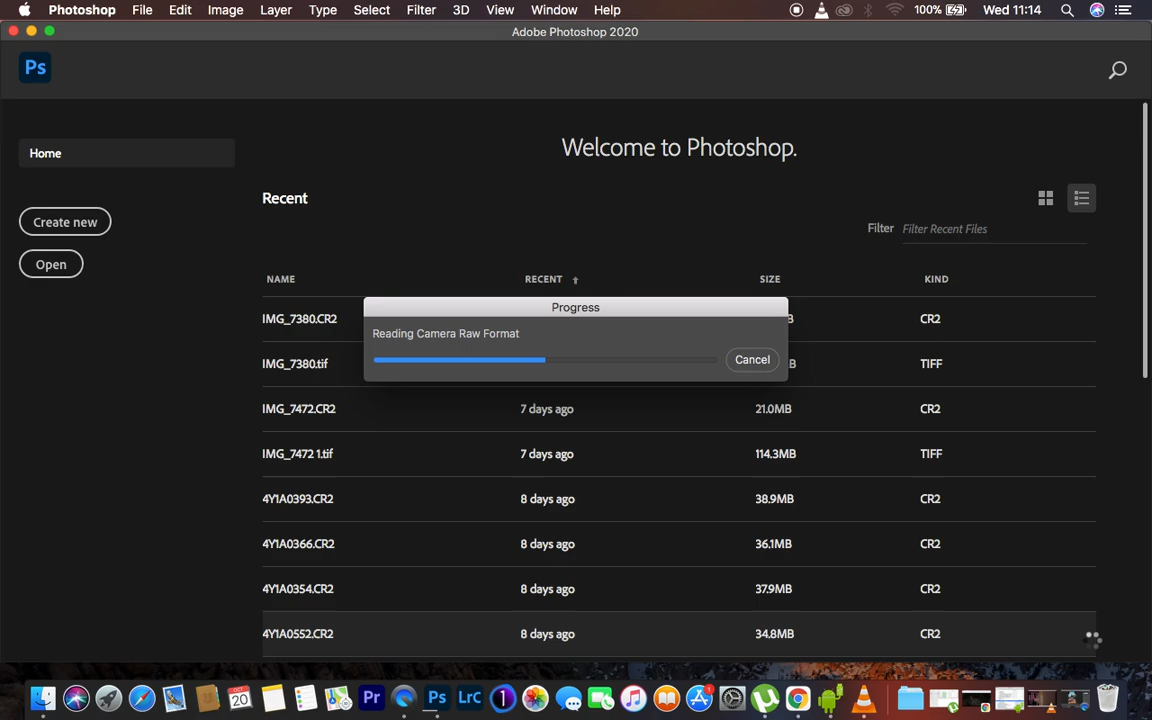 Photoshop File Edit Image Layer Type Select Filter 3D View Window Help 100% Wed 11:14
Adobe Photoshop 2020
Ps
Home
Welcome to Photoshop.
Recent
Create new
Filter Filter Recent Files
Open
NAME RECENT SIZE KIND
Progress
IMG_7380.CR2 B CR2
Reading Camera Raw Format
Cancel
IMG_7380.tif B TIFF
IMG_7472.CR2 7 days ago 21.0MB CR2
IMG_7472 1.tif 7 days ago 114.3MB TIFF
4Y1A0393.CR2 8 days ago 38.9MB CR2
4Y1A0366.CR2 8 days ago 36.1MB CR2
4Y1A0354.CR2 8 days ago 37.9MB CR2
4Y1A0552.CR2 8 days ago 34.8MB CR2
20 Pr Ps LrC 1